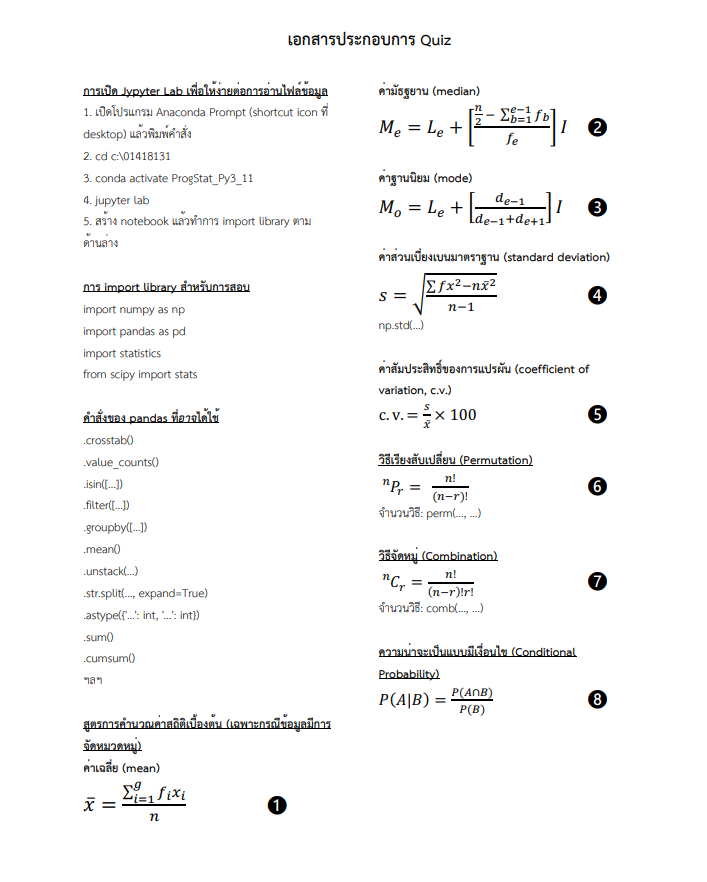 เอกสารประกอบการ Quiz
การเปิด Jypyter Lab เพื่อให้ง่ายต่อการอ่านไฟล์ข้อมูล
1. เปิดโปรแกรม Anaconda Prompt (shortcut icon ที่
desktop) แล้วพิมพ์คำสั่ง
2. cd c:\01418131
3. conda activate ProgStat_Py3_11
4. jupyter lab
5. สร้าง notebook แล้วทำการ import library ตาม
ด้านล่าง
การ import library สำหรับการสอบ
import numpy as np
import pandas as pd
import statistics
from scipy import stats
คำสั่งของ pandas ที่อาจได้ใช้
.crosstab()
.value_counts()
.isin([...])
.filter([...])
.groupby([...])
.mean()
.unstack(...)
.str.split(..., expand=True)
.astype({'...': int, '...': int})
.sum()
.cumsum()
ฯลฯ
สูตรการคำนวณค่าสถิติเบื้องต้น (เฉพาะกรณีข้อมูลมีการ
จัดหมวดหมู่)
ค่าเฉลี่ย (mean)
x̄ = \frac{∑_{i=1}^{g} f_i x_i}{n} ❶
ค่ามัธฐยาน (median)
M_e = L_e + [\frac{\frac{n}{2} − ∑_{b=1}^{e−1} f_b}{f_e}] I ❷
ค่าฐานนิยม (mode)
M_o = L_e + [\frac{d_{e−1}}{d_{e−1}+d_{e+1}}] I ❸
ค่าส่วนเบี่ยงเบนมาตราฐาน (standard deviation)
s = \sqrt{\frac{∑ fx^2−nx̄^2}{n−1}} ❹
np.std(...)
ค่าสัมประสิทธิ์ของการแปรผัน (coefficient of
variation, c.v.)
c. v. = \frac{s}{x̄} × 100 ❺
วิธีเรียงสับเปลี่ยน (Permutation)
^nP_r = \frac{n!}{(n−r)!} ❻
จำนวนวิธี: perm(..., ...)
วิธีจัดหมู่ (Combination)
^nC_r = \frac{n!}{(n−r)!r!} ❼
จำนวนวิธี: comb(..., ...)
ความน่าจะเป็นแบบมีเงื่อนไข (Conditional
Probability)
P(A|B) = \frac{P(A∩B)}{P(B)} ❽